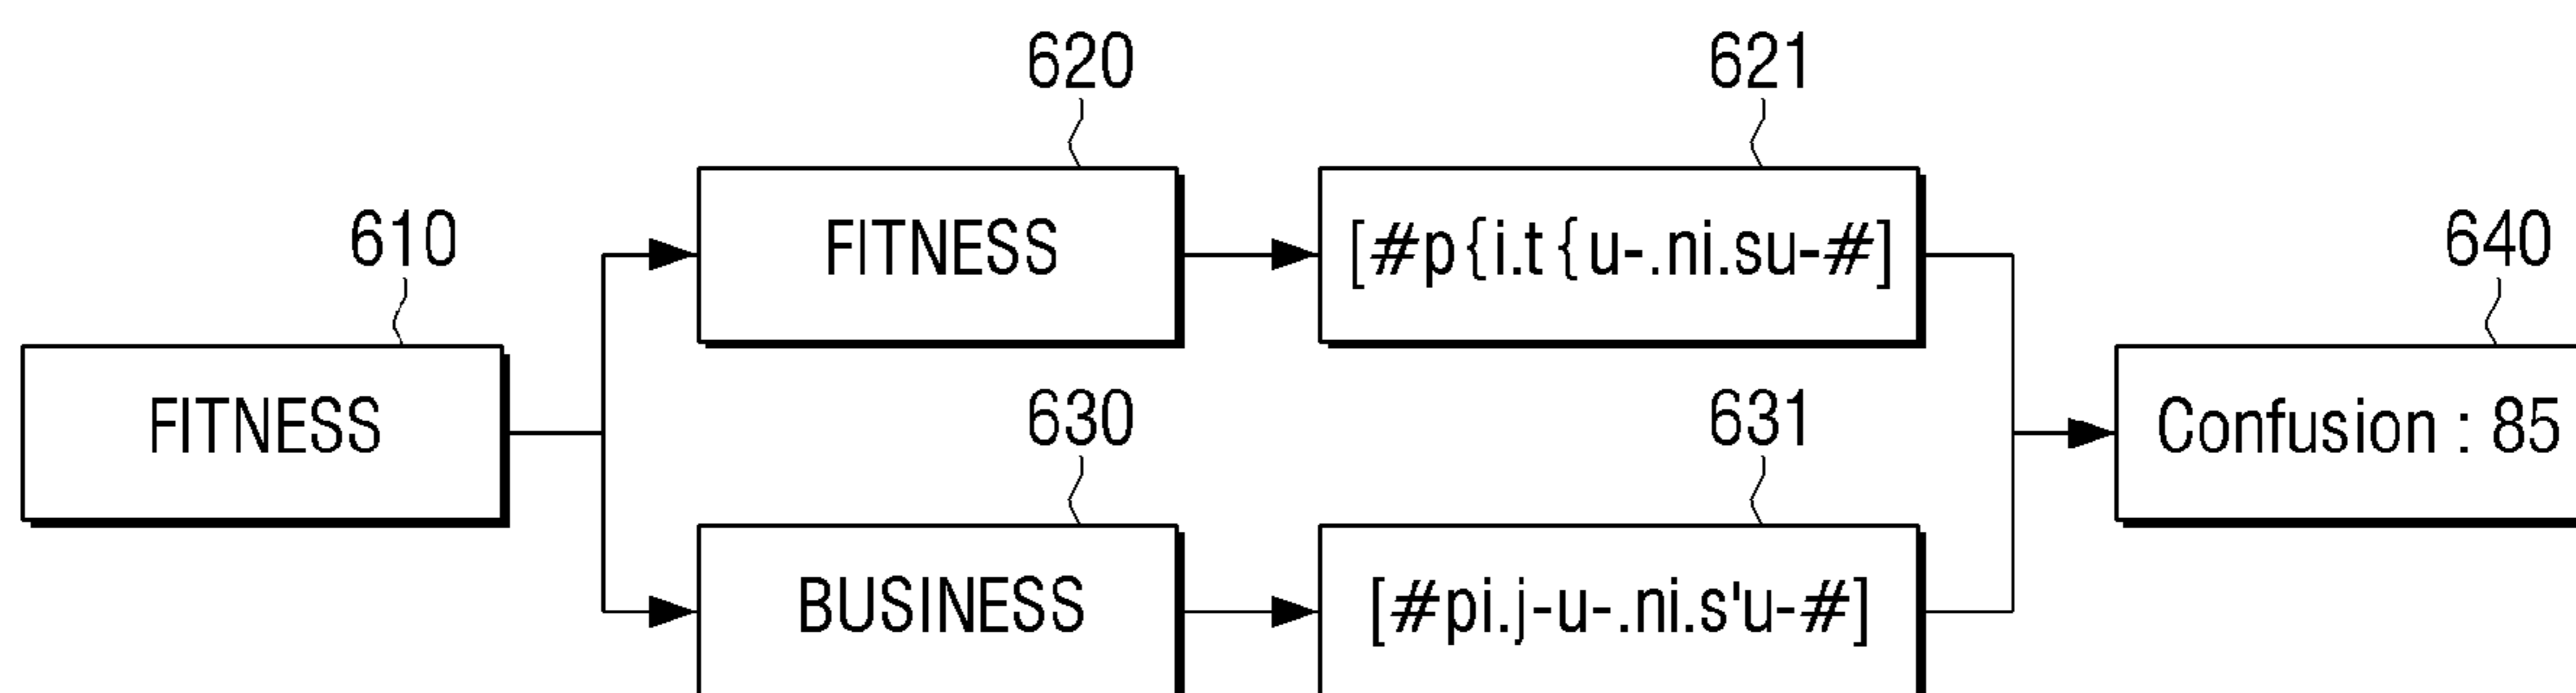 620
621
FITNESS
[#p{i.t{u-.ni.su-#]
610
640
FITNESS
Confusion : 85
630
631
BUSINESS
[#pi.j-u-.ni.s'u-#]